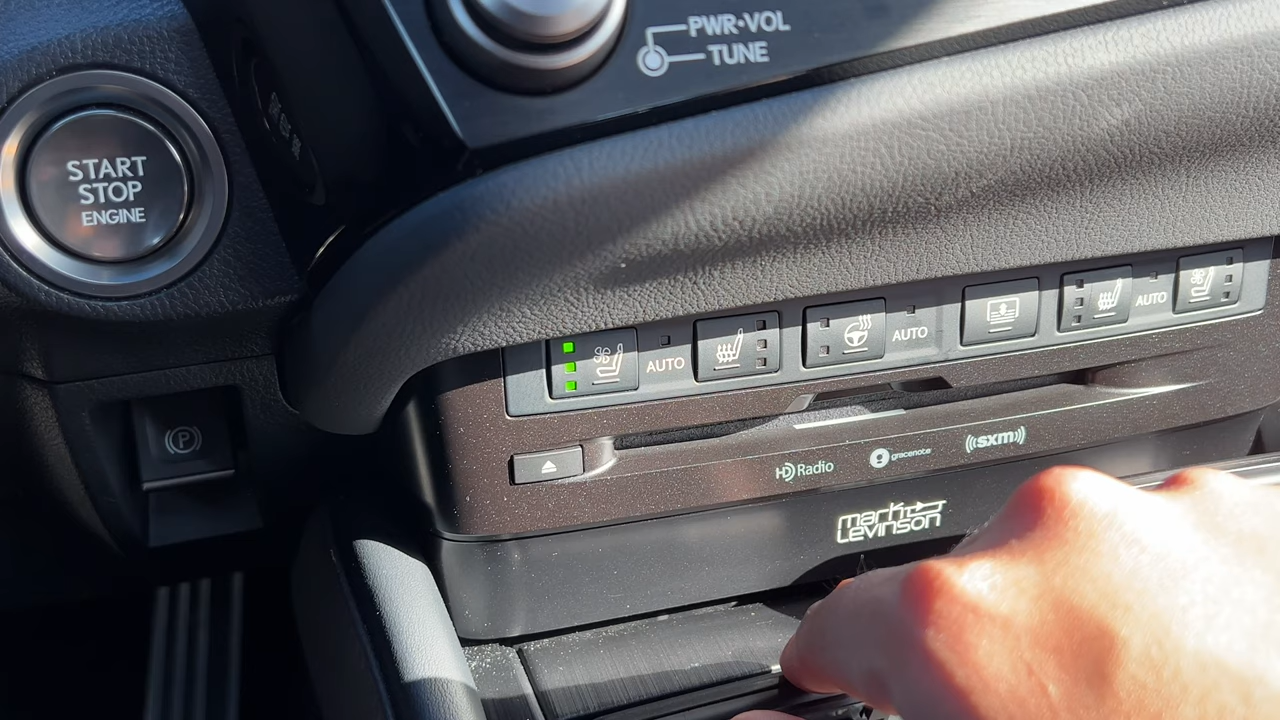 PWR•VOL
TUNE
START
STOP
ENGINE
AUTO
AUTO
AUTO
P
HD Radio
gracenote
((sxm))
mark
Levinson